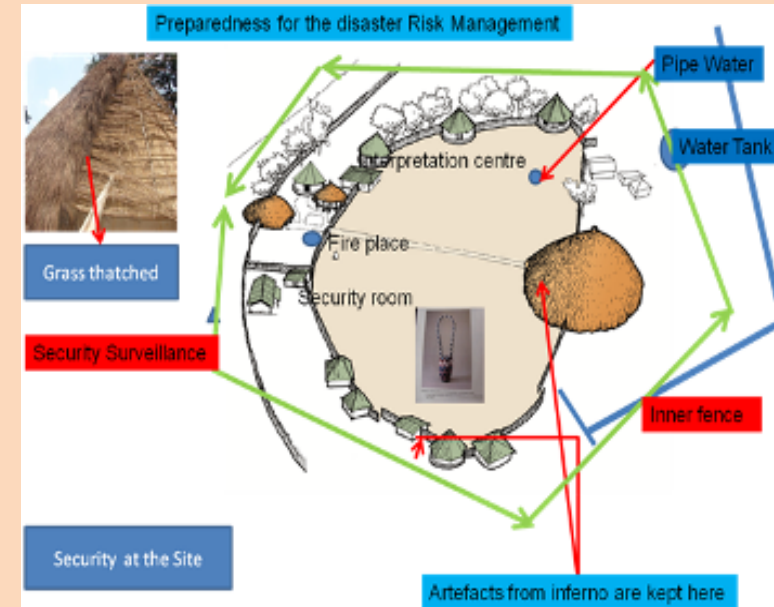 Preparedness for the disaster Risk Management
Pipe Water
Water Tank
Interpretation centre
Grass thatched
Fire place
Security room
Security Surveillance
Inner fence
Security at the Site
Artefacts from inferno are kept here